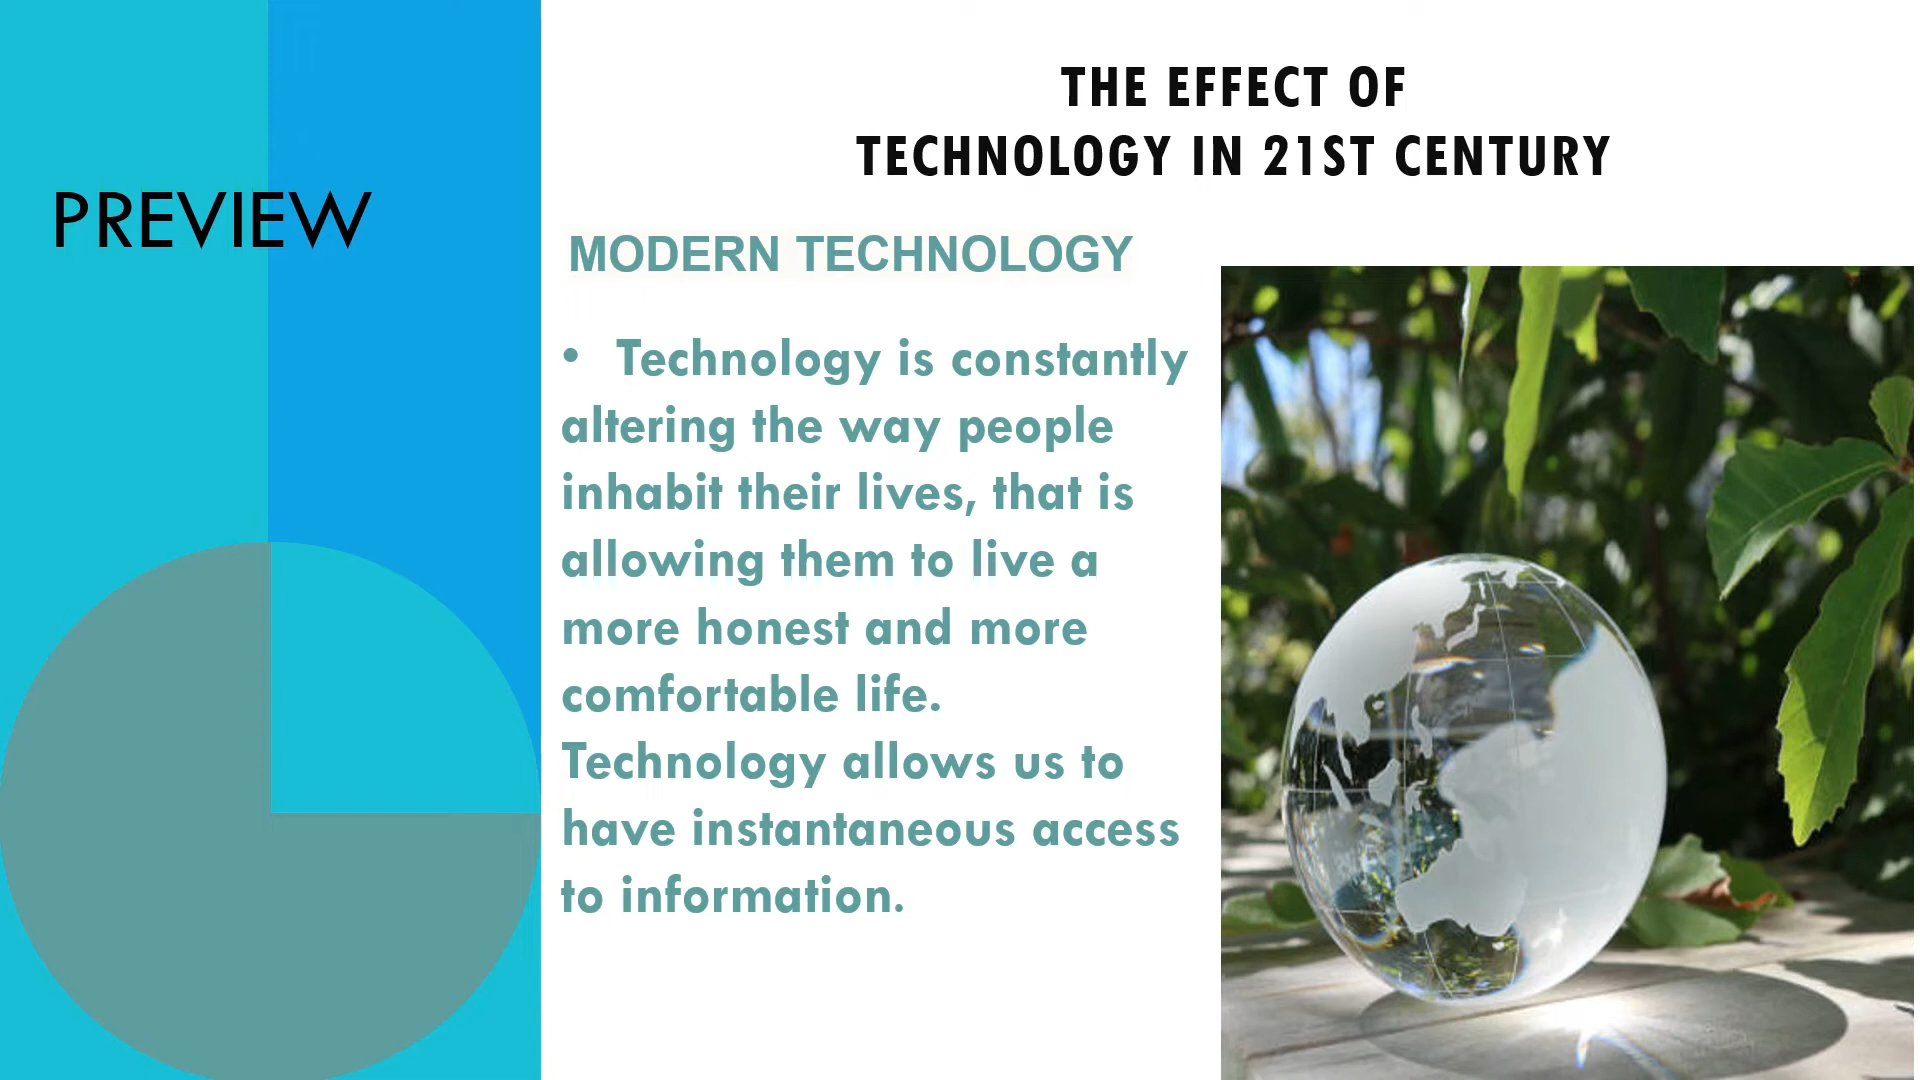 PREVIEW
THE EFFECT OF
TECHNOLOGY IN 21ST CENTURY
MODERN TECHNOLOGY
• Technology is constantly
altering the way people
inhabit their lives, that is
allowing them to live a
more honest and more
comfortable life.
Technology allows us to
have instantaneous access
to information.